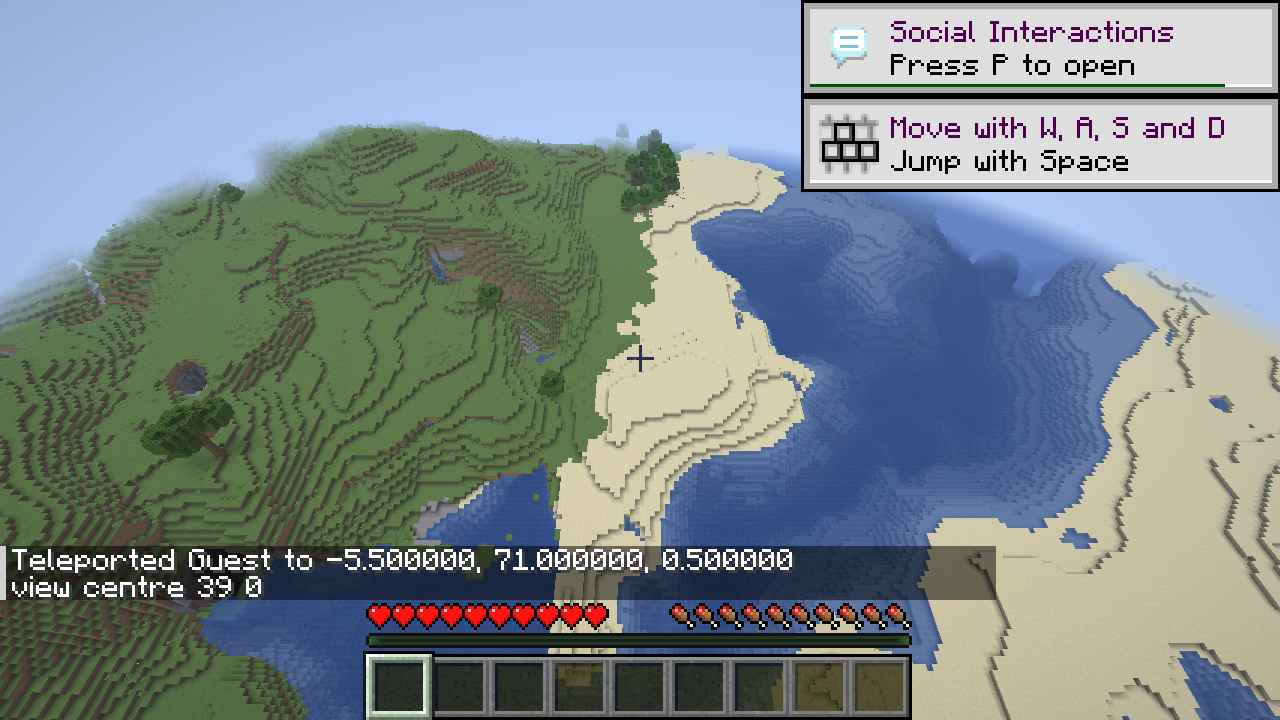 Social Interactions
Press P to open
Move with W, A, S and D
Jump with Space
Teleported Guest to -5.500000, 71.000000, 0.500000
view centre 39 0